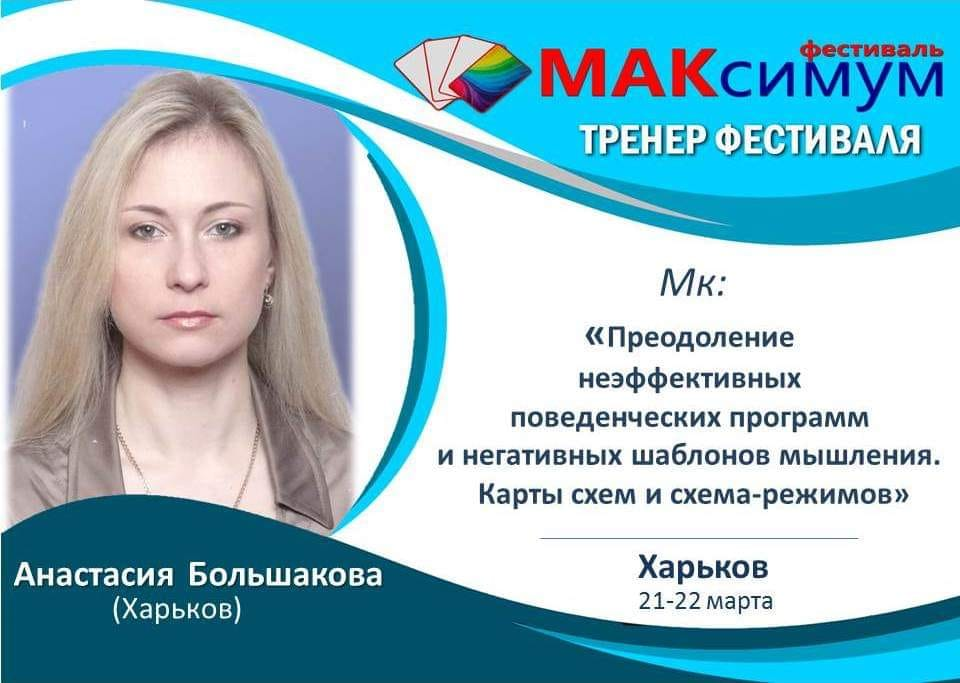 фестиваль
МАКсимум
ТРЕНЕР ФЕСТИВАЛЯ
Мк:
«Преодоление
неэффективных
поведенческих программ
и негативных шаблонов мышления.
Карты схем и схема-режимов»
Харьков
21-22 марта
Анастасия Большакова
(Харьков)